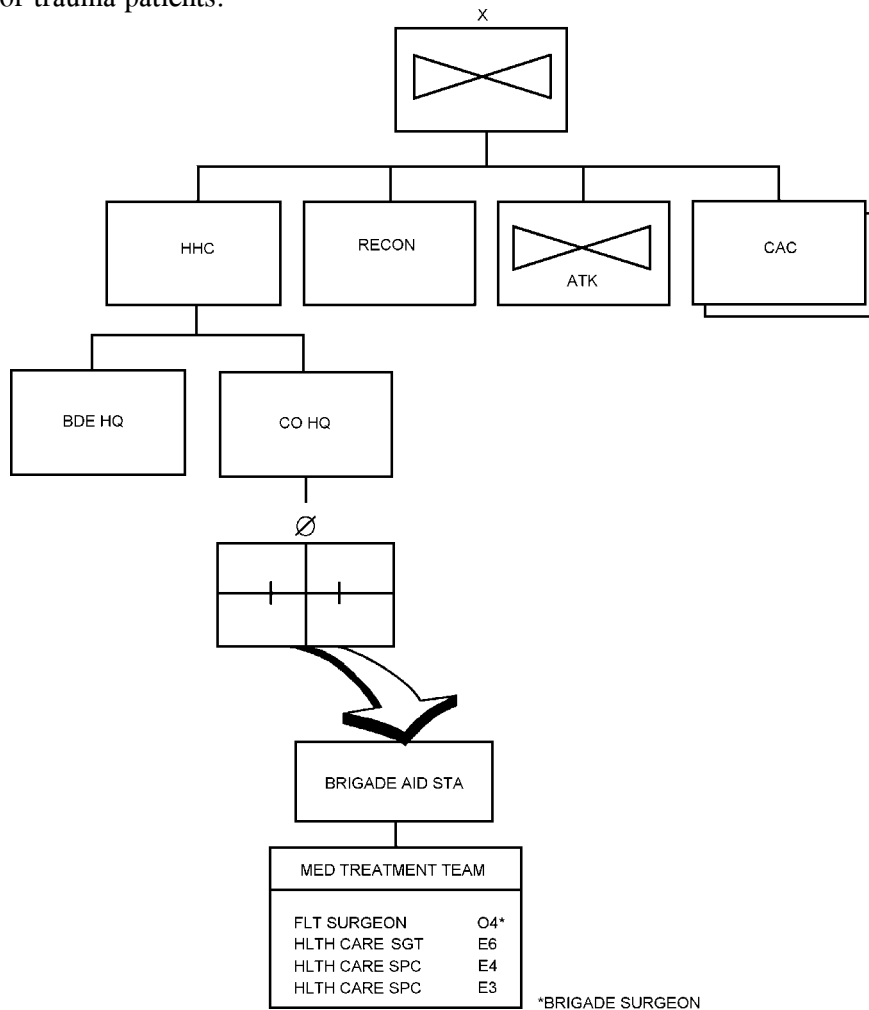 or trauma patients.
X
HHC
RECON
ATK
CAC
BDE HQ
CO HQ
Ø
BRIGADE AID STA
MED TREATMENT TEAM
FLT SURGEON O4*
HLTH CARE SGT E6
HLTH CARE SPC E4
HLTH CARE SPC E3
*BRIGADE SURGEON